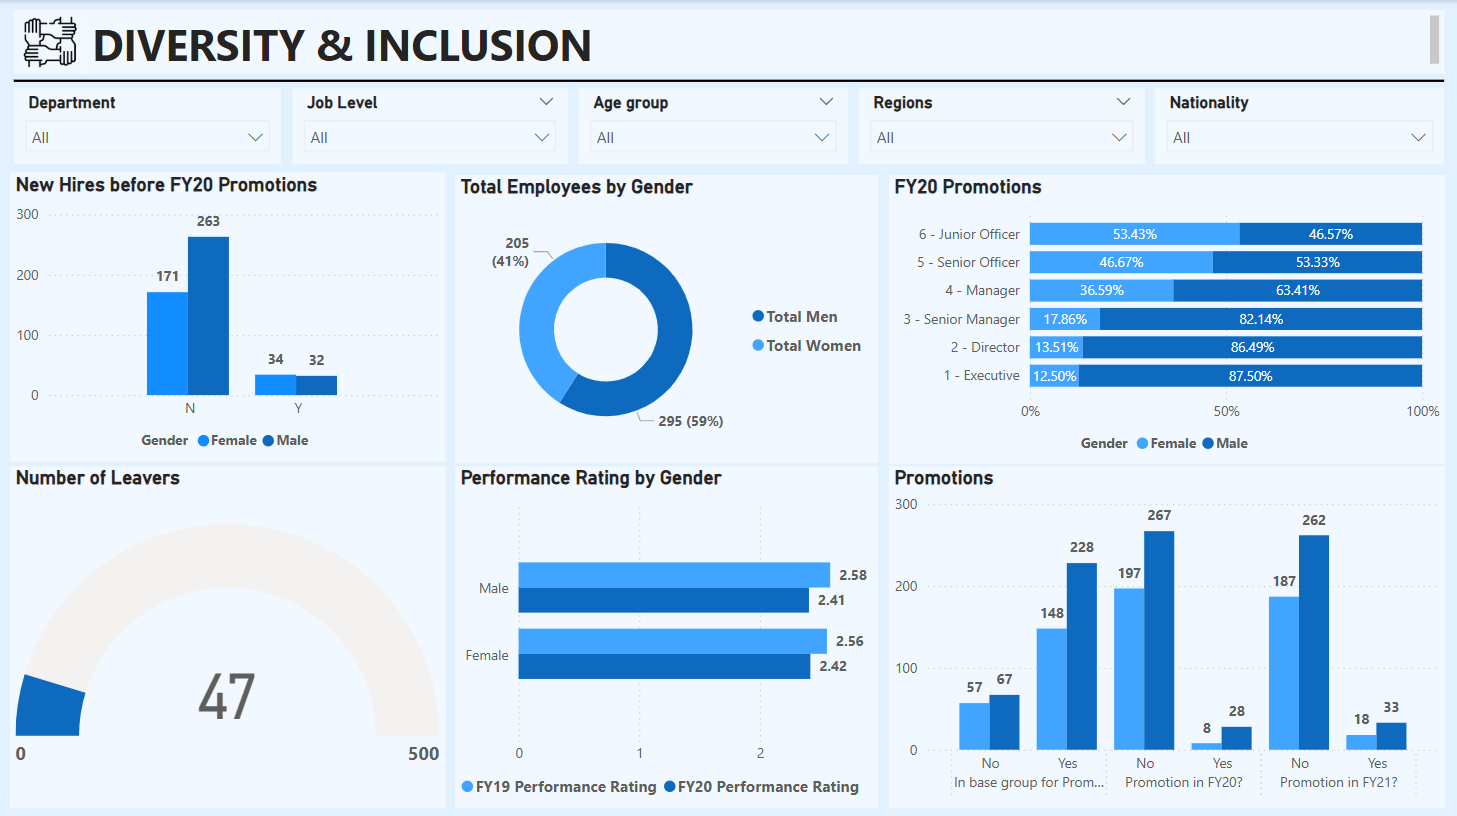 DIVERSITY & INCLUSION
Department
All
Job Level
All
Age group
All
Regions
All
Nationality
All
New Hires before FY20 Promotions
300
200
100
0
171
263
34
32
N
Y
Gender Female Male
Total Employees by Gender
205
(41%)
295 (59%)
Total Men
Total Women
FY20 Promotions
6 - Junior Officer 53.43% 46.57%
5 - Senior Officer 46.67% 53.33%
4 - Manager 36.59% 63.41%
3 - Senior Manager 17.86% 82.14%
2 - Director 13.51% 86.49%
1 - Executive 12.50% 87.50%
0% 50% 100%
Gender Female Male
Number of Leavers
47
0
500
Performance Rating by Gender
Male
2.58
2.41
Female
2.56
2.42
0 1 2
FY19 Performance Rating FY20 Performance Rating
Promotions
300
200
100
0
57
67
148
228
197
267
8
28
187
262
18
33
No Yes No Yes No Yes
In base group for Prom... Promotion in FY20? Promotion in FY21?